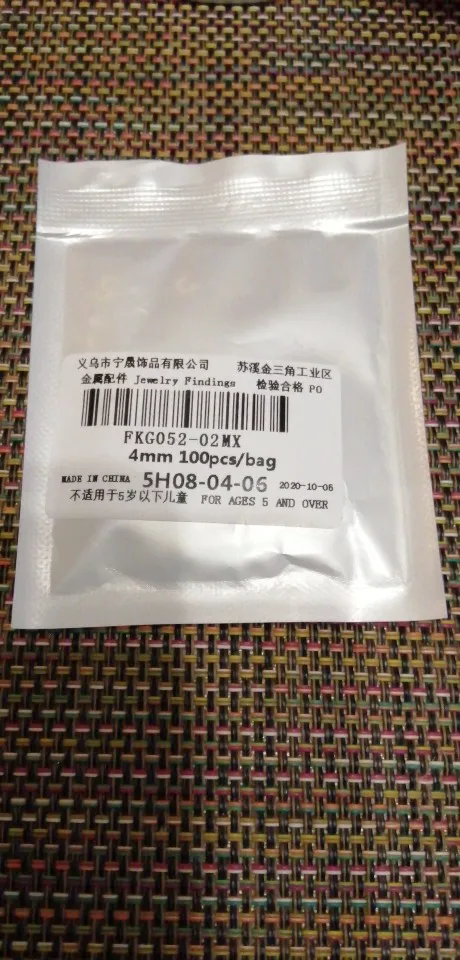 义乌市宁晟饰品有限公司 苏溪金三角工业区
金属配件 Jewelry Findings 检验合格 PO
FKG052-02MX
4mm 100pcs/bag
MADE IN CHINA 5H08-04-06 2020-10-05
不适用于5岁以下儿童 FOR AGES 5 AND OVER